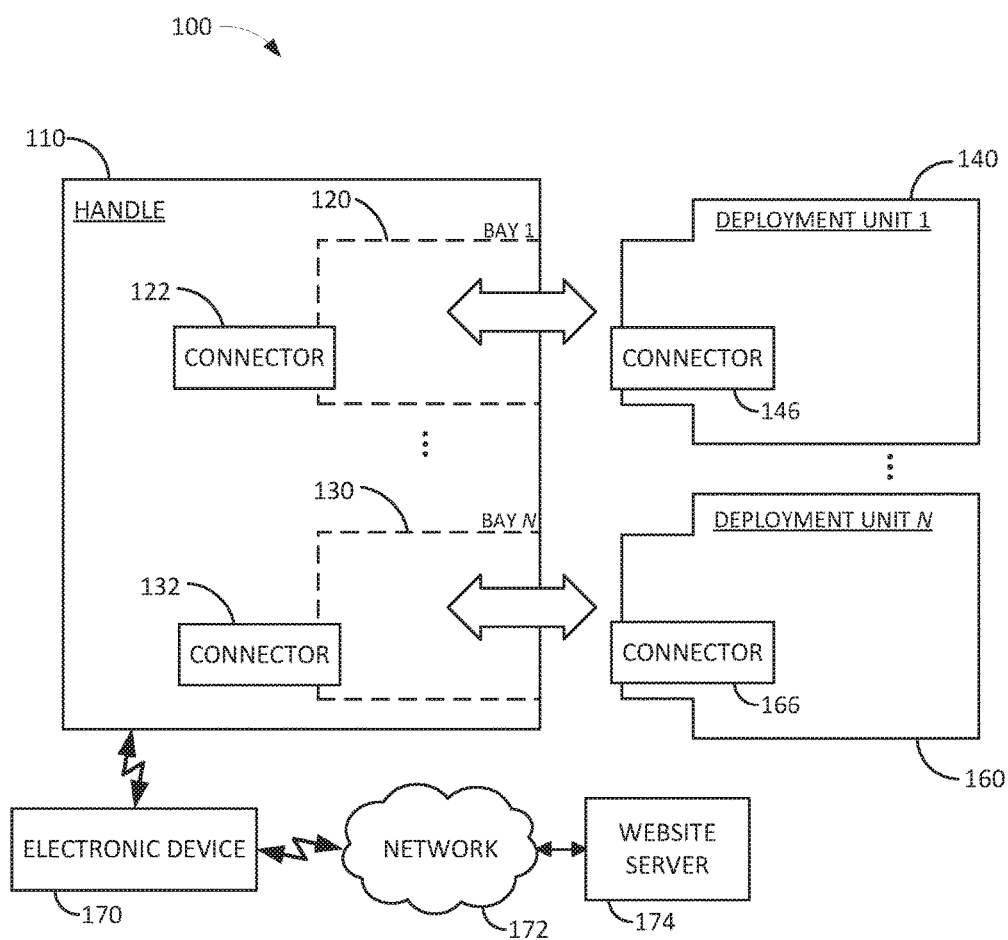 100
110
140
HANDLE
120
BAY 1
DEPLOYMENT UNIT 1
122
CONNECTOR
CONNECTOR
146
130
BAY N
DEPLOYMENT UNIT N
132
CONNECTOR
CONNECTOR
166
160
ELECTRONIC DEVICE
NETWORK
WEBSITE
SERVER
170
172
174